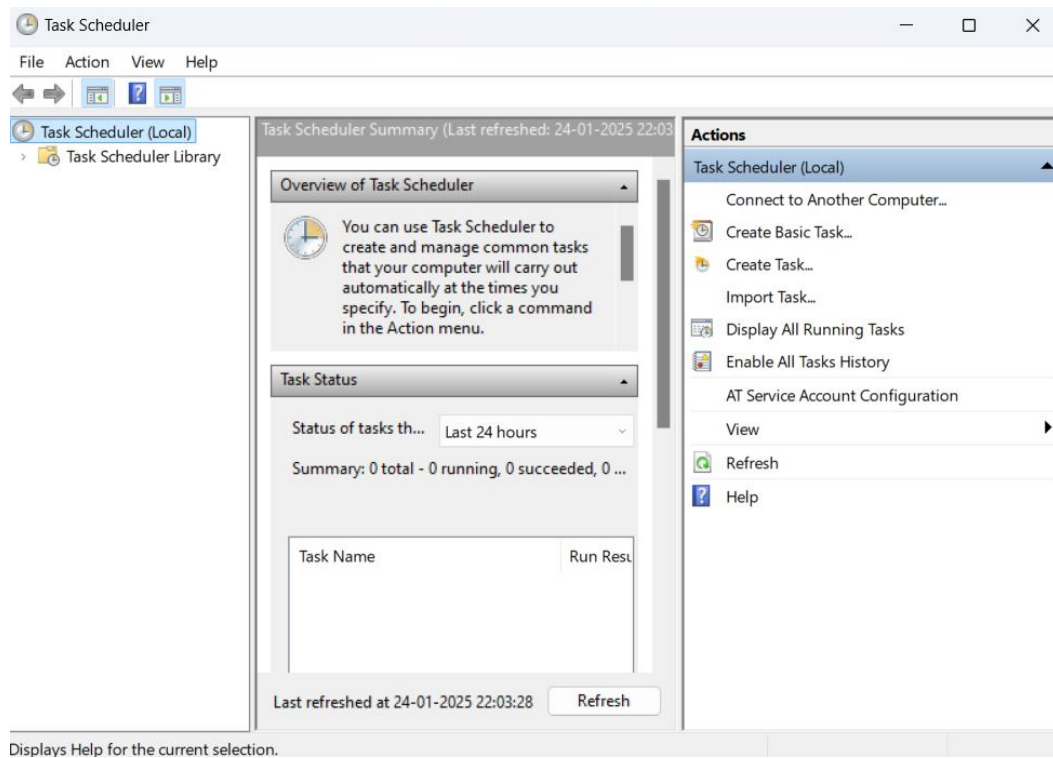 Task Scheduler
File Action View Help
Task Scheduler (Local)
Task Scheduler Library
Task Scheduler Summary (Last refreshed: 24-01-2025 22:03
Overview of Task Scheduler
You can use Task Scheduler to
create and manage common tasks
that your computer will carry out
automatically at the times you
specify. To begin, click a command
in the Action menu.
Task Status
Status of tasks th... Last 24 hours
Summary: 0 total - 0 running, 0 succeeded, 0 ...
Task Name Run Resu
Last refreshed at 24-01-2025 22:03:28 Refresh
Actions
Task Scheduler (Local)
Connect to Another Computer...
Create Basic Task...
Create Task...
Import Task...
Display All Running Tasks
Enable All Tasks History
AT Service Account Configuration
View
Refresh
Help
Displays Help for the current selection.